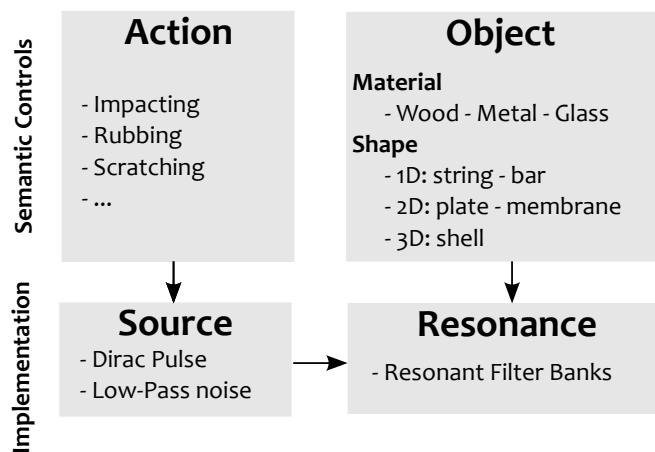 Semantic Controls
Action
- Impacting
- Rubbing
- Scratching
- ...
Object
Material
- Wood - Metal - Glass
Shape
- 1D: string - bar
- 2D: plate - membrane
- 3D: shell
Implementation
Source
- Dirac Pulse
- Low-Pass noise
Resonance
- Resonant Filter Banks